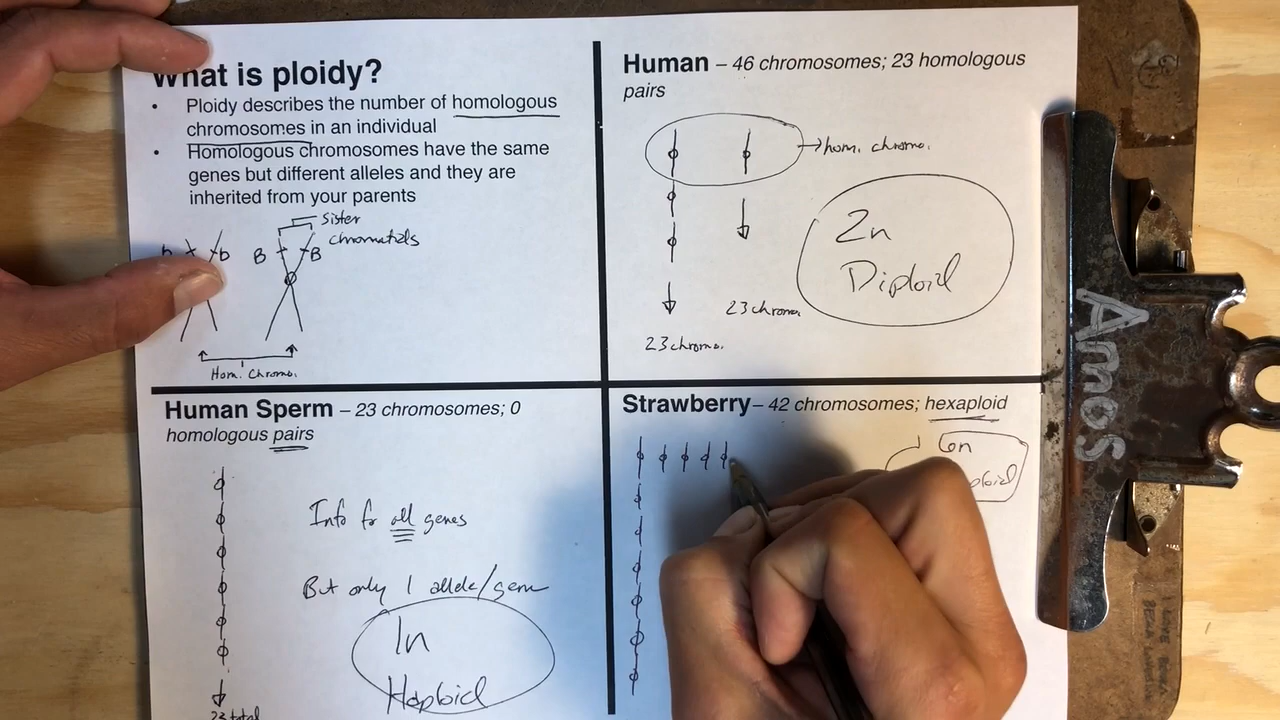 What is ploidy?
• Ploidy describes the number of homologous
chromosomes in an individual
• Homologous chromosomes have the same
genes but different alleles and they are
inherited from your parents
Sister
chromatids
b b B B
Hom. Chromo.
Human – 46 chromosomes; 23 homologous
pairs
hom. chromo.
2n
Diploid
23 chromo.
23 chromo.
Human Sperm – 23 chromosomes; 0
homologous pairs
Info for all genes
But only 1 allele/gene
1n
Haploid
23 total
Strawberry – 42 chromosomes; hexaploid
6n
ploid
Amos